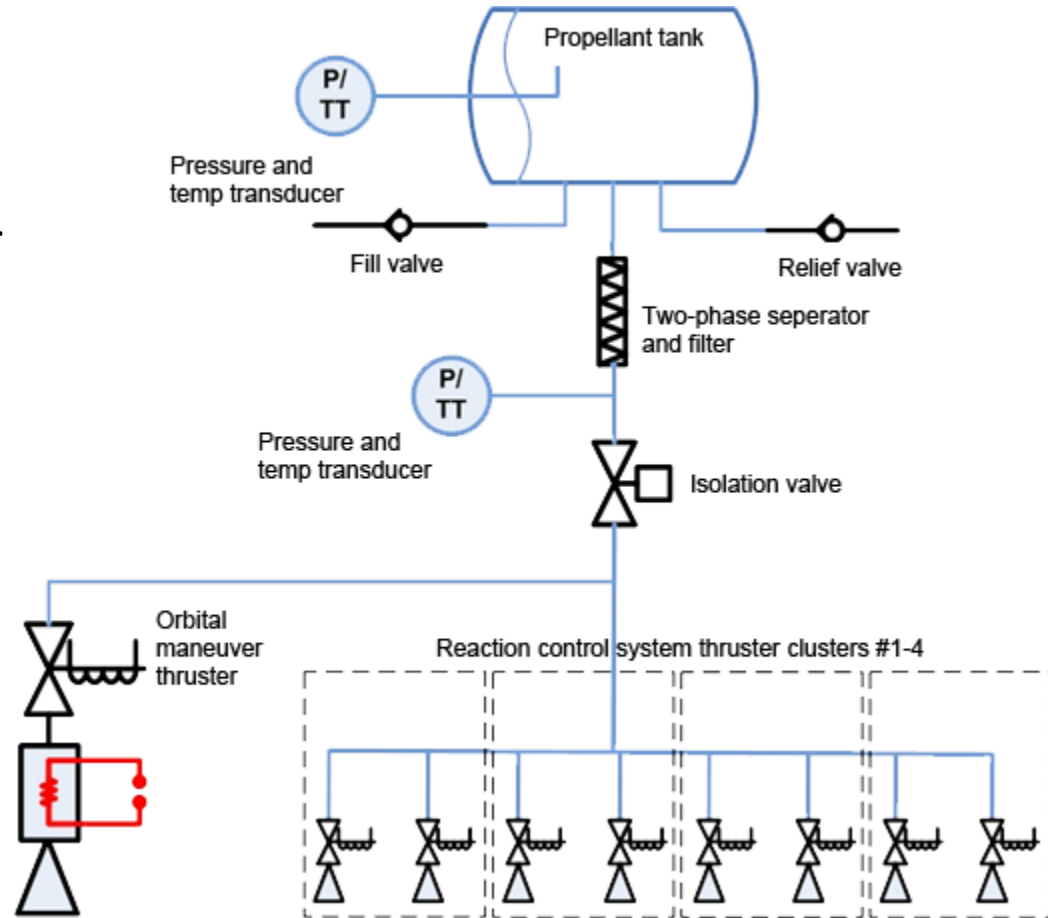 Propellant tank
P/
TT
Pressure and
temp transducer
Fill valve
Relief valve
Two-phase seperator
and filter
P/
TT
Pressure and
temp transducer
Isolation valve
Orbital
maneuver
thruster
Reaction control system thruster clusters #1-4